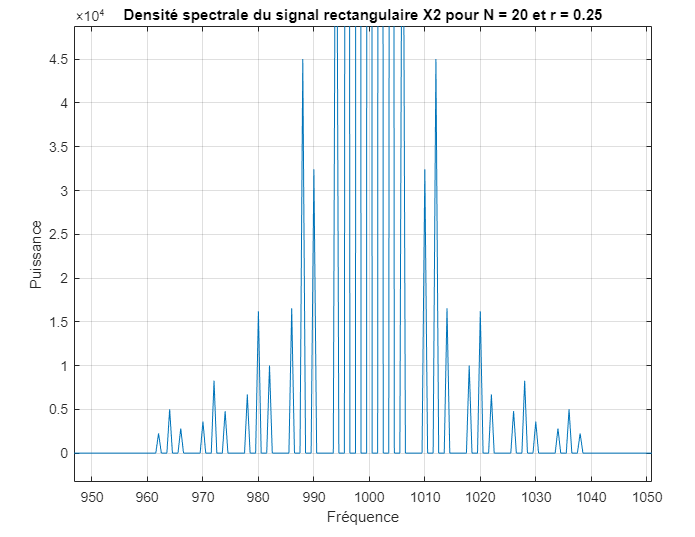 Densité spectrale du signal rectangulaire X2 pour N = 20 et r = 0.25
×10⁴
4.5
4
3.5
3
2.5
2
1.5
1
0.5
0
Puissance
950 960 970 980 990 1000 1010 1020 1030 1040 1050
Fréquence